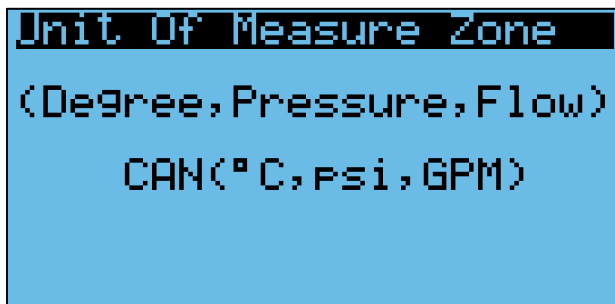 Unit Of Measure Zone
(Degree,Pressure,Flow)
CAN(°C,psi,GPM)